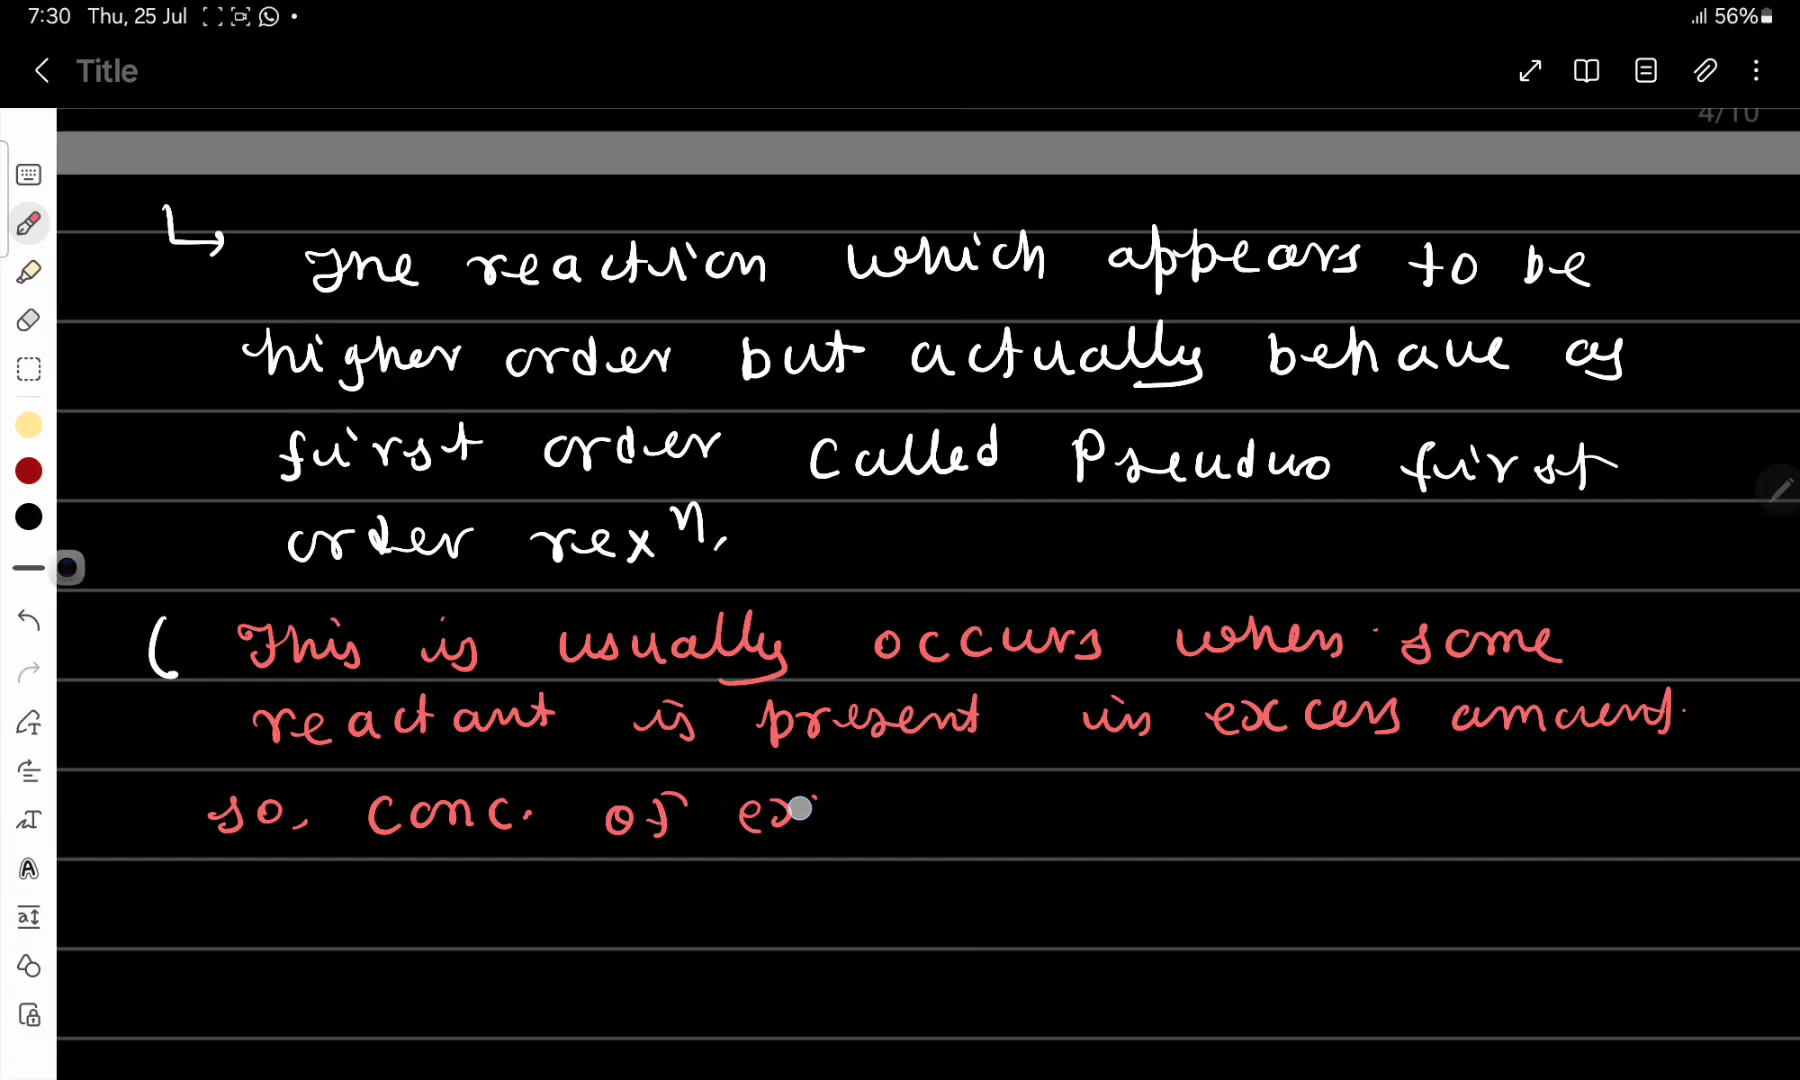 7:30 Thu, 25 Jul
56%
Title
4/10
The reaction which appears to be
higher order but actually behave as
first order called Pseuduo first
order rexⁿ.
( This is usually occurs when some
reactant is present in excess amount.
so, conc. of ex